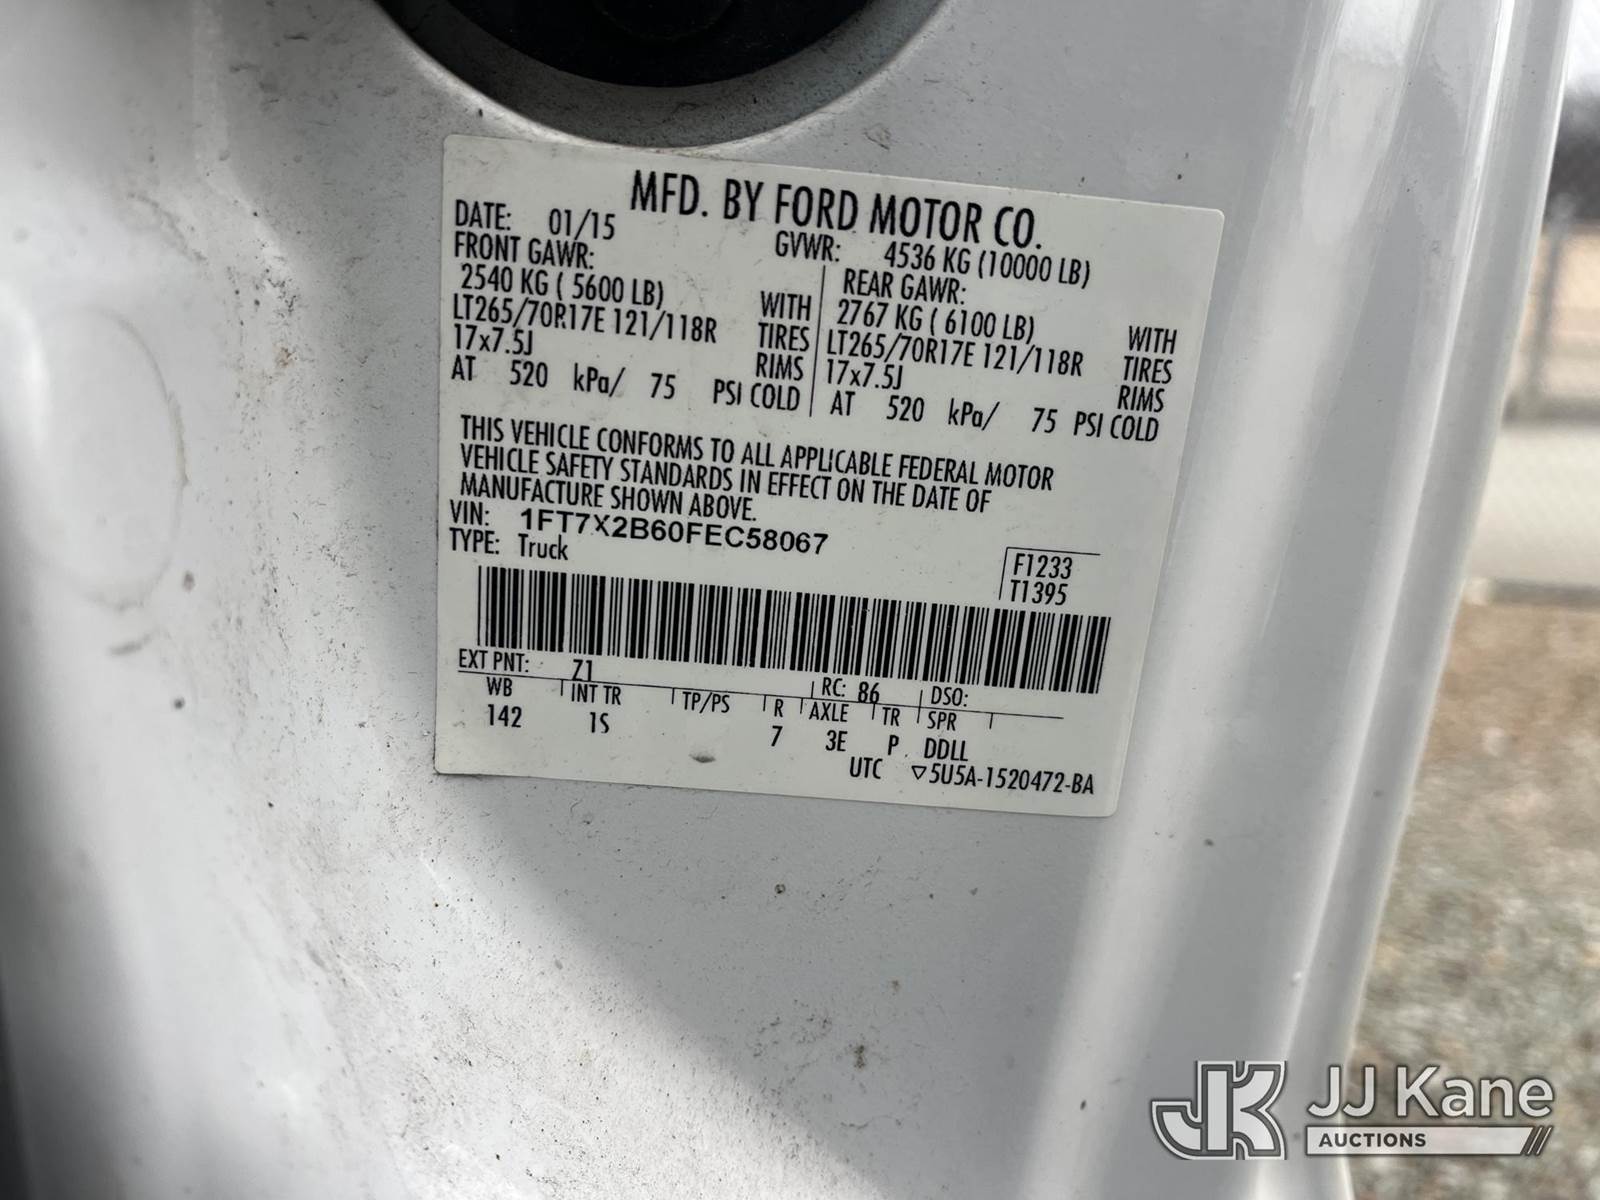 MFD. BY FORD MOTOR CO.
DATE: 01/15 GVWR: 4536 KG (10000 LB)
FRONT GAWR: REAR GAWR:
2540 KG ( 5600 LB) WITH 2767 KG ( 6100 LB) WITH
LT265/70R17E 121/118R TIRES LT265/70R17E 121/118R TIRES
17x7.5J RIMS 17x7.5J RIMS
AT 520 kPa/ 75 PSI COLD AT 520 kPa/ 75 PSI COLD
THIS VEHICLE CONFORMS TO ALL APPLICABLE FEDERAL MOTOR
VEHICLE SAFETY STANDARDS IN EFFECT ON THE DATE OF
MANUFACTURE SHOWN ABOVE.
VIN: 1FT7X2B60FEC58067
TYPE: Truck F1233
T1395
EXT PNT: Z1 RC: 86 DSO:
WB INT TR TP/PS R AXLE TR SPR
142 1S 7 3E P DDLL
UTC ▽5U5A-1520472-BA
JK JJ Kane
AUCTIONS